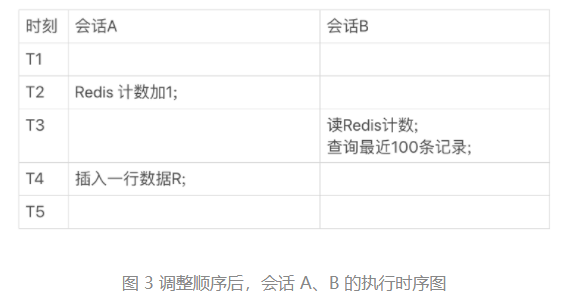 时刻 会话A 会话B
T1
T2 Redis 计数加1;
T3 读Redis计数;
查询最近100条记录;
T4 插入一行数据R;
T5
图 3 调整顺序后，会话 A、B 的执行时序图